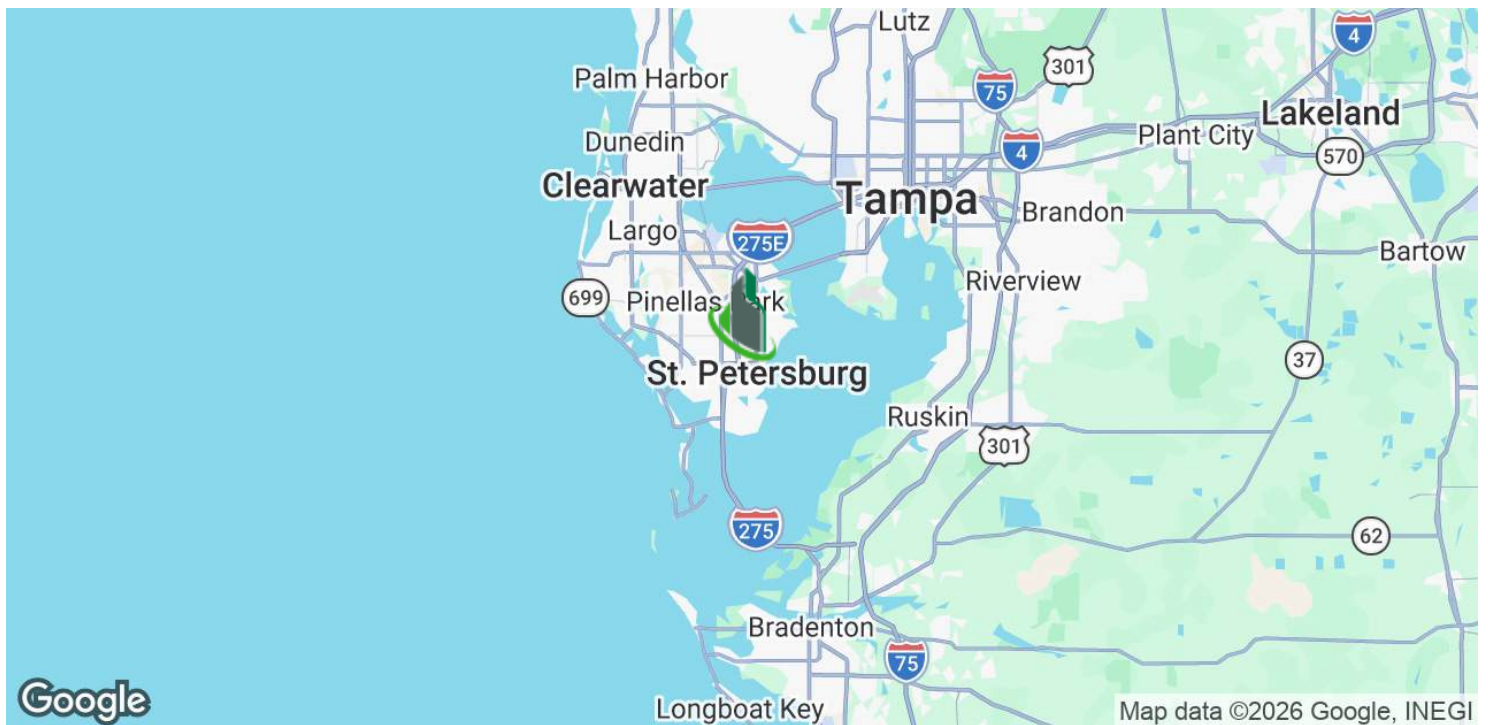 Lutz
4
Palm Harbor
301
75
Lakeland
Dunedin
4
Plant City
570
Clearwater
Tampa
Brandon
Largo
275E
Bartow
Riverview
699
Pinellas Park
37
St. Petersburg
Ruskin
301
275
62
Bradenton
75
Google
Longboat Key
Map data ©2026 Google, INEGI